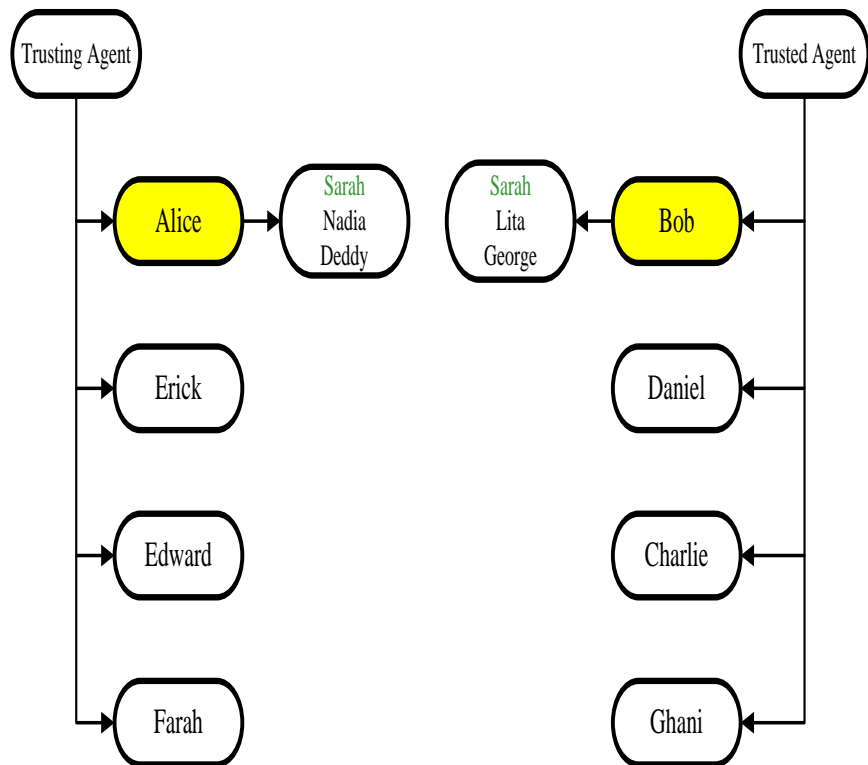 Trusting Agent
Trusted Agent
Alice
Sarah
Nadia
Deddy
Sarah
Lita
George
Bob
Erick
Daniel
Edward
Charlie
Farah
Ghani